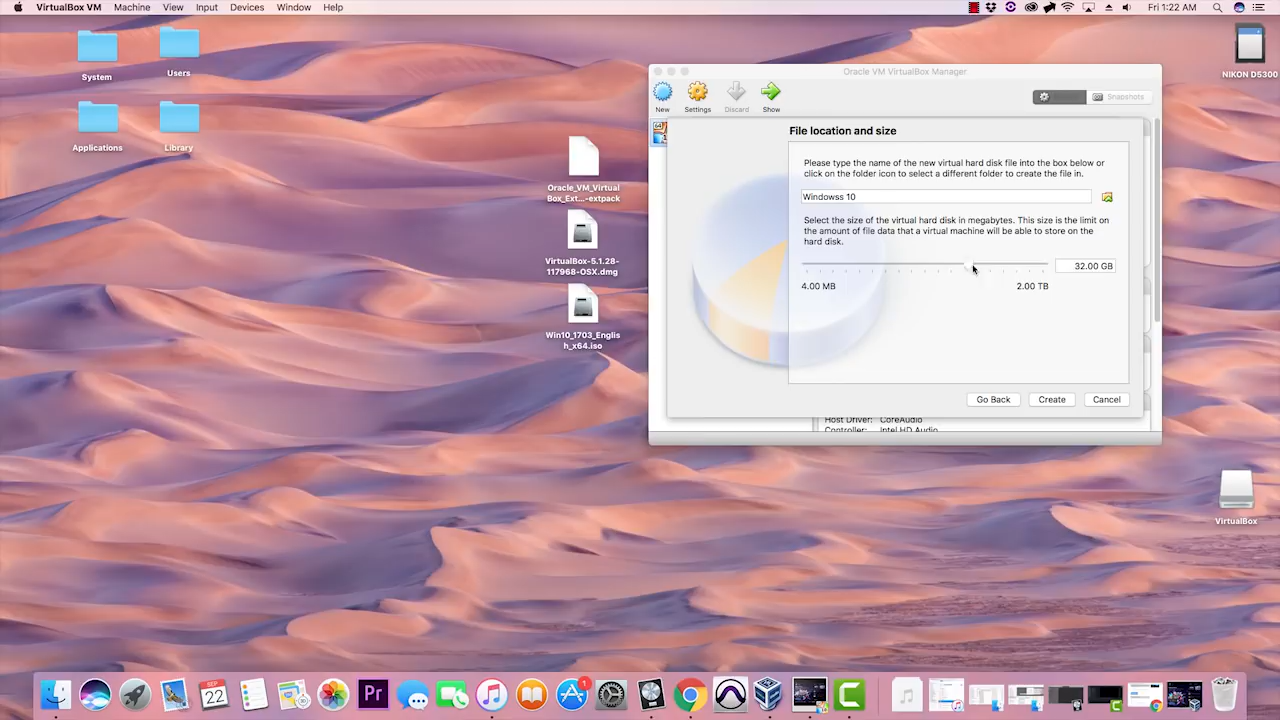 VirtualBox VM Machine View Input Devices Window Help
Fri 1:22 AM
System
Users
Applications
Library
NIKON D5300
Oracle_VM_Virtual
Box_Ext...-extpack
VirtualBox-5.1.28-
117968-OSX.dmg
Win10_1703_Englis
h_x64.iso
VirtualBox
Oracle VM VirtualBox Manager
New
Settings
Discard
Show
Snapshots
File location and size
Please type the name of the new virtual hard disk file into the box below or
click on the folder icon to select a different folder to create the file in.
Windowss 10
Select the size of the virtual hard disk in megabytes. This size is the limit on
the amount of file data that a virtual machine will be able to store on the
hard disk.
32.00 GB
4.00 MB
2.00 TB
Go Back
Create
Cancel
Host Driver: CoreAudio
Controller: Intel HD Audio
SEP
22
Pr
1